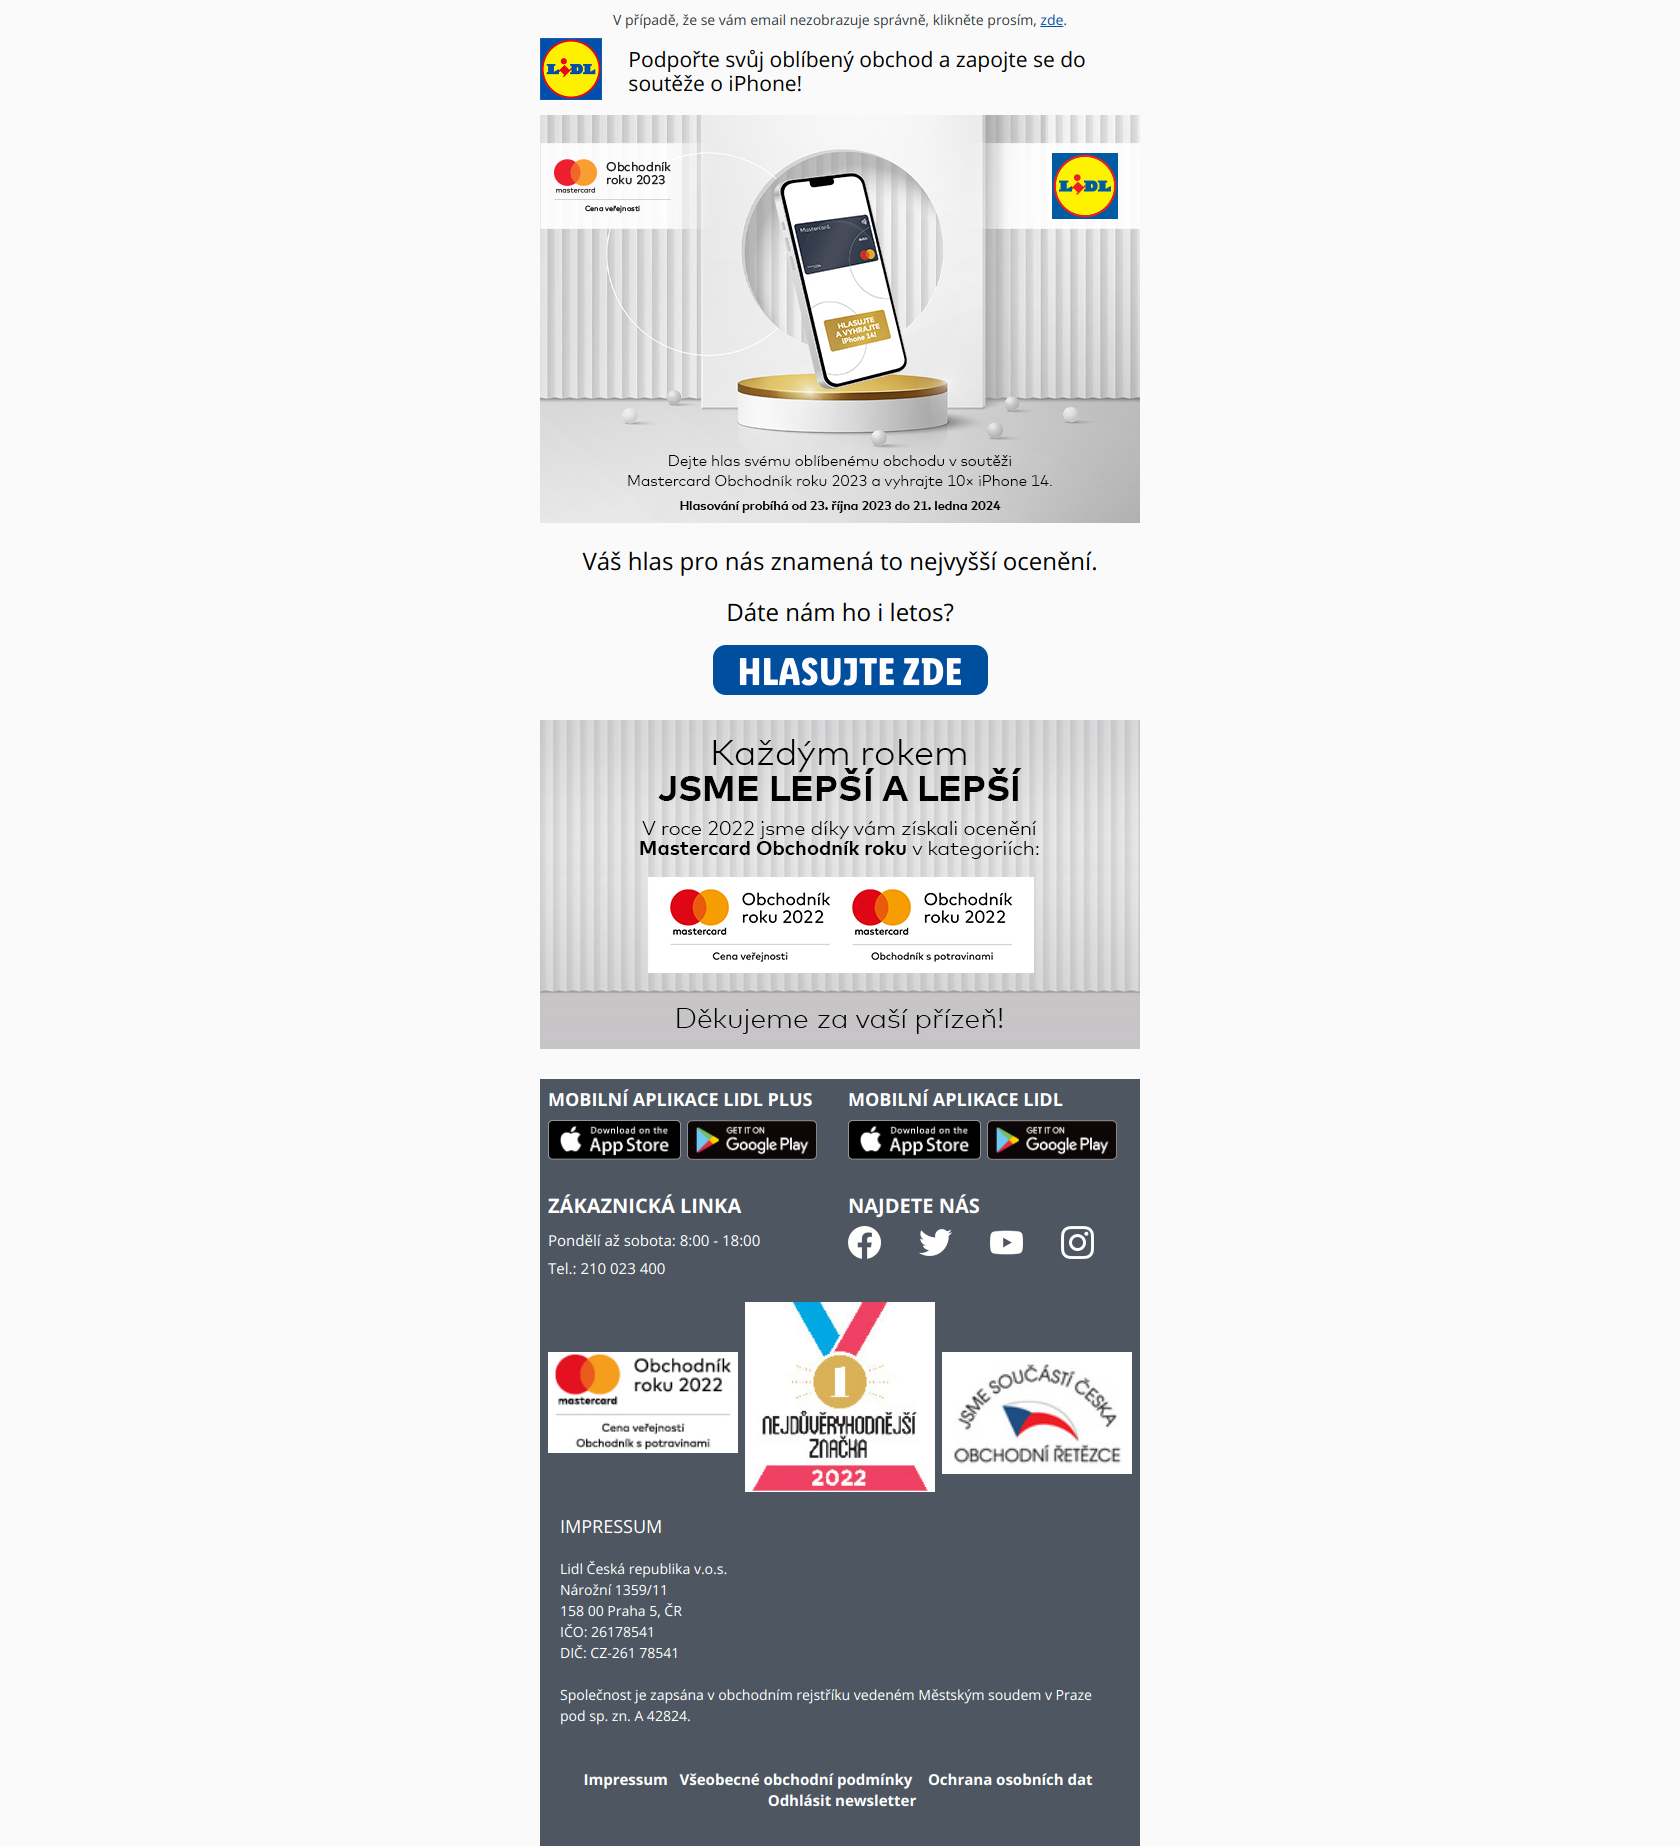 V případě, že se vám email nezobrazuje správně, klikněte prosím, zde.
LIDL
Podpořte svůj oblíbený obchod a zapojte se do
soutěže o iPhone!
mastercard
Obchodník
roku 2023
Cena veřejnosti
LIDL
Mastercard
HLASUJTE
A VYHRAJTE
iPhone 14!
Dejte hlas svému oblíbenému obchodu v soutěži
Mastercard Obchodník roku 2023 a vyhrajte 10× iPhone 14.
Hlasování probíhá od 23. října 2023 do 21. ledna 2024
Váš hlas pro nás znamená to nejvyšší ocenění.
Dáte nám ho i letos?
HLASUJTE ZDE
Každým rokem
JSME LEPŠÍ A LEPŠÍ
V roce 2022 jsme díky vám získali ocenění
Mastercard Obchodník roku v kategoriích:
mastercard
Obchodník
roku 2022
Cena veřejnosti
mastercard
Obchodník
roku 2022
Obchodník s potravinami
Děkujeme za vaší přízeň!
MOBILNÍ APLIKACE LIDL PLUS
Download on the
App Store
GET IT ON
Google Play
MOBILNÍ APLIKACE LIDL
Download on the
App Store
GET IT ON
Google Play
ZÁKAZNICKÁ LINKA
Pondělí až sobota: 8:00 - 18:00
Tel.: 210 023 400
NAJDETE NÁS
mastercard
Obchodník
roku 2022
Cena veřejnosti
Obchodník s potravinami
1
NEJDŮVĚRYHODNĚJŠÍ
ZNAČKA
2022
JSME SOUČÁSTÍ ČESKA
OBCHODNÍ ŘETĚZCE
IMPRESSUM
Lidl Česká republika v.o.s.
Nárožní 1359/11
158 00 Praha 5, ČR
IČO: 26178541
DIČ: CZ-261 78541
Společnost je zapsána v obchodním rejstříku vedeném Městským soudem v Praze
pod sp. zn. A 42824.
Impressum Všeobecné obchodní podmínky Ochrana osobních dat
Odhlásit newsletter